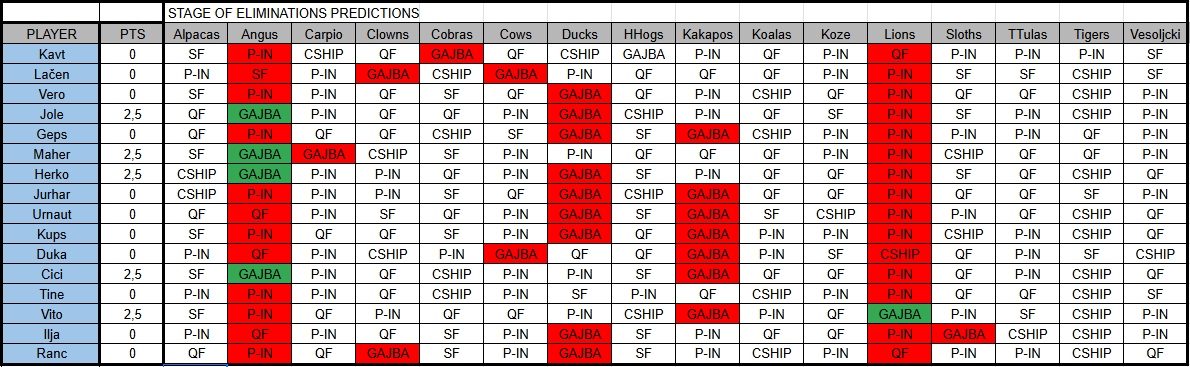 STAGE OF ELIMINATIONS PREDICTIONS
PLAYER PTS Alpacas Angus Carpio Clowns Cobras Cows Ducks HHogs Kakapos Koalas Koze Lions Sloths TTulas Tigers Vesoljcki
Kavt 0 SF P-IN CSHIP QF GAJBA QF CSHIP GAJBA P-IN QF P-IN QF P-IN P-IN P-IN SF
Lačen 0 P-IN SF P-IN GAJBA CSHIP GAJBA P-IN QF QF QF P-IN P-IN SF SF CSHIP SF
Vero 0 SF P-IN P-IN QF SF QF GAJBA QF P-IN CSHIP QF P-IN P-IN P-IN CSHIP SF
Jole 2,5 QF GAJBA QF QF QF P-IN GAJBA CSHIP P-IN QF SF P-IN SF P-IN CSHIP P-IN
Geps 0 SF P-IN QF QF CSHIP SF GAJBA SF GAJBA CSHIP P-IN P-IN P-IN P-IN QF P-IN
Maher 2,5 SF GAJBA GAJBA CSHIP SF P-IN P-IN QF QF QF P-IN P-IN CSHIP QF QF P-IN
Herko 2,5 CSHIP GAJBA P-IN P-IN QF P-IN GAJBA SF P-IN QF QF P-IN SF QF CSHIP P-IN
Jurhar 0 CSHIP P-IN P-IN P-IN SF QF GAJBA CSHIP GAJBA QF QF P-IN QF QF SF P-IN
Urnaut 0 QF QF P-IN SF QF P-IN GAJBA SF GAJBA SF CSHIP P-IN P-IN QF CSHIP QF
Kups 0 SF P-IN QF QF SF P-IN GAJBA QF GAJBA P-IN P-IN P-IN CSHIP P-IN CSHIP QF
Duka 0 P-IN QF P-IN CSHIP P-IN GAJBA QF QF GAJBA P-IN SF CSHIP QF P-IN SF CSHIP
Cici 2,5 SF GAJBA P-IN QF CSHIP P-IN P-IN SF GAJBA QF QF P-IN P-IN P-IN CSHIP QF
Tine 0 P-IN P-IN P-IN QF CSHIP P-IN SF P-IN QF CSHIP P-IN P-IN QF QF CSHIP SF
Vito 2,5 SF P-IN QF P-IN QF QF P-IN CSHIP GAJBA P-IN QF GAJBA P-IN SF CSHIP P-IN
Ilja 0 P-IN QF P-IN QF SF P-IN GAJBA SF QF QF P-IN P-IN GAJBA CSHIP CSHIP P-IN
Ranc 0 QF P-IN QF GAJBA SF P-IN GAJBA SF P-IN CSHIP P-IN QF P-IN P-IN CSHIP QF